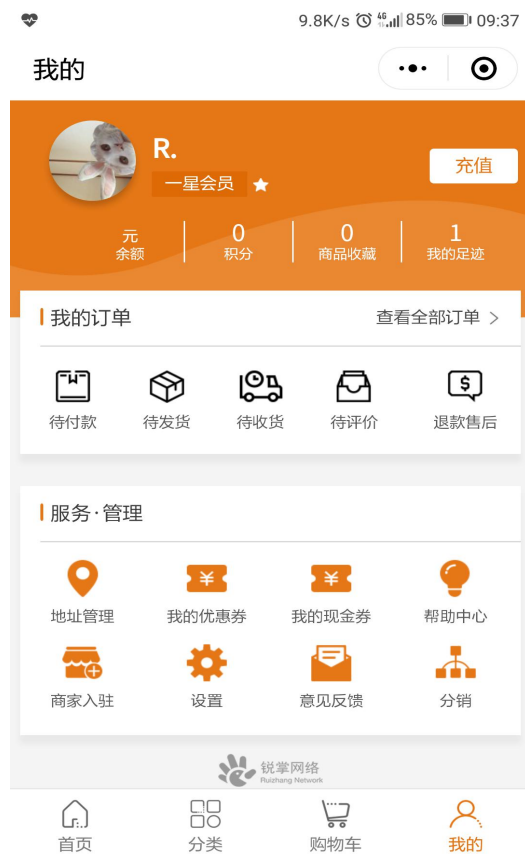 9.8K/s 4G 85% 09:37
我的
R.
一星会员
充值
元 0 0 1
余额 积分 商品收藏 我的足迹
我的订单 查看全部订单 >
待付款 待发货 待收货 待评价 退款售后
服务·管理
地址管理 我的优惠券 我的现金券 帮助中心
商家入驻 设置 意见反馈 分销
锐掌网络
Ruizhang Network
首页 分类 购物车 我的